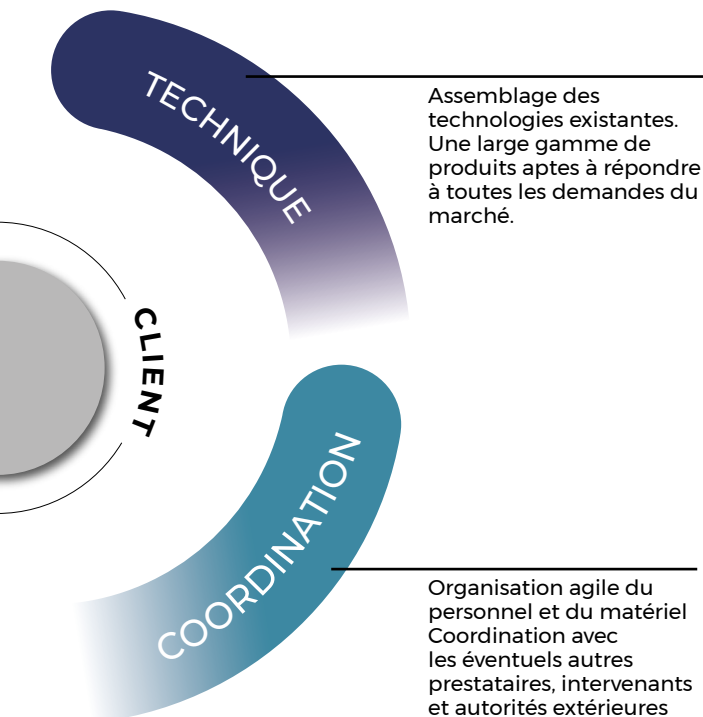 TECHNIQUE
Assemblage des
technologies existantes.
Une large gamme de
produits aptes à répondre
à toutes les demandes du
marché.
CLIENT
COORDINATION
Organisation agile du
personnel et du matériel
Coordination avec
les éventuels autres
prestataires, intervenants
et autorités extérieures